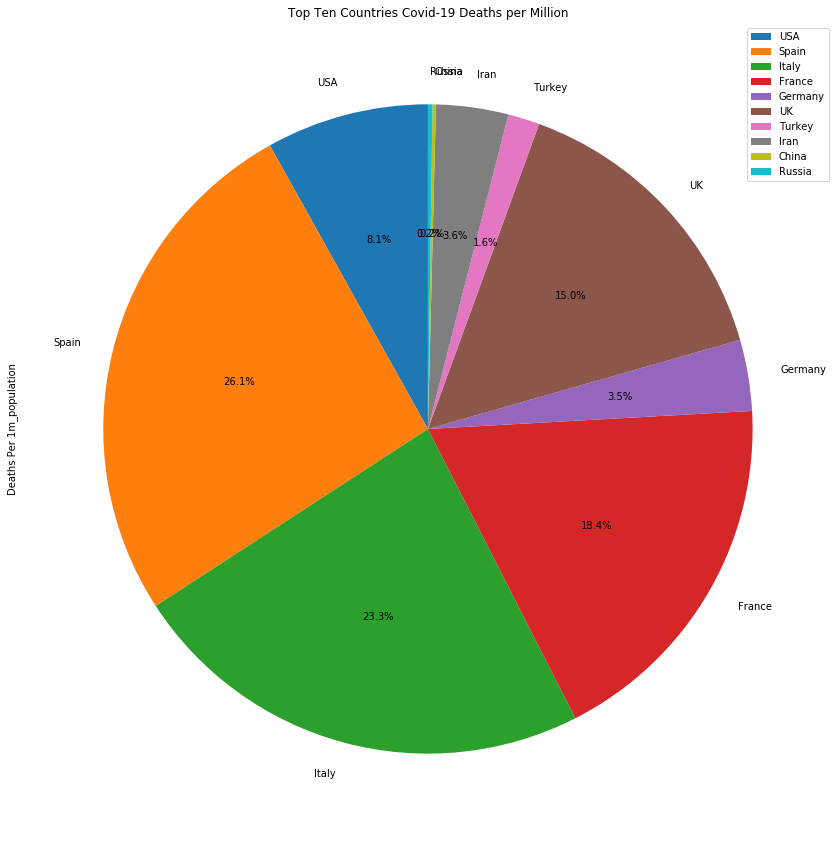 Top Ten Countries Covid-19 Deaths per Million
USA
Spain
Italy
France
Germany
UK
Turkey
Iran
China
Russia
Russia
China
Iran
Turkey
USA
UK
Spain
Germany
France
Italy
8.1%
3.6%
1.6%
15.0%
26.1%
3.5%
18.4%
23.3%
Deaths Per 1m_population